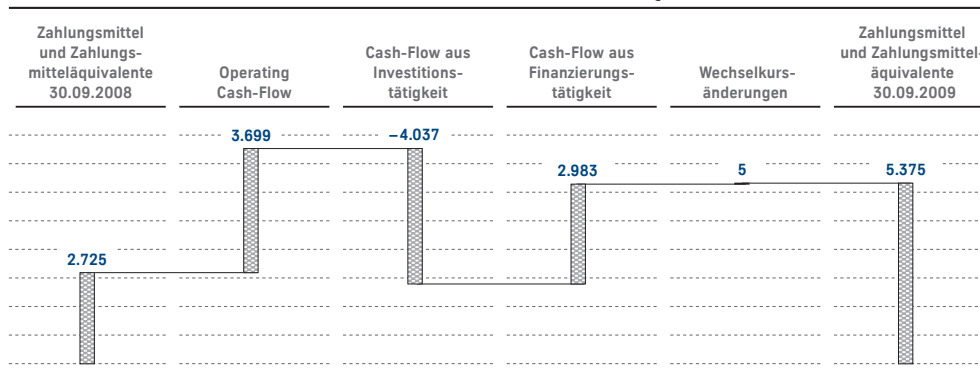 Zahlungsmittel
und Zahlungs-
mitteläquivalente
30.09.2008
Operating
Cash-Flow
Cash-Flow aus
Investitions-
tätigkeit
Cash-Flow aus
Finanzierungs-
tätigkeit
Wechselkurs-
änderungen
Zahlungsmittel
und Zahlungsmittel-
äquivalente
30.09.2009
2.725
3.699
−4.037
2.983
5
5.375